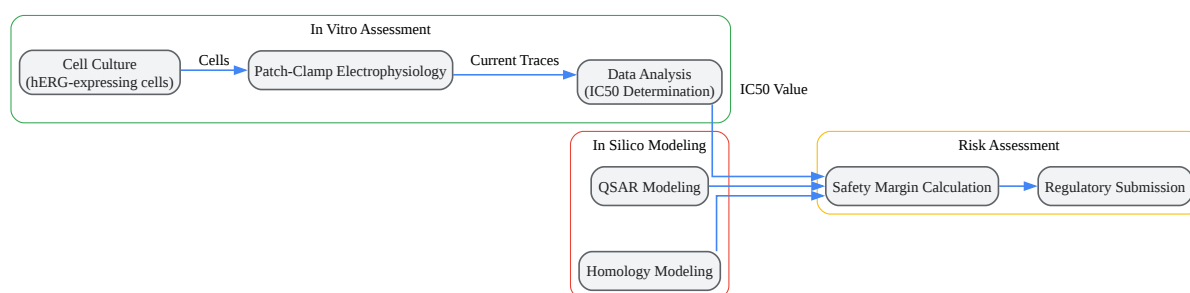 In Vitro Assessment
Cell Culture
(hERG-expressing cells)
Cells
Patch-Clamp Electrophysiology
Current Traces
Data Analysis
(IC50 Determination)
IC50 Value
In Silico Modeling
QSAR Modeling
Homology Modeling
Risk Assessment
Safety Margin Calculation
Regulatory Submission